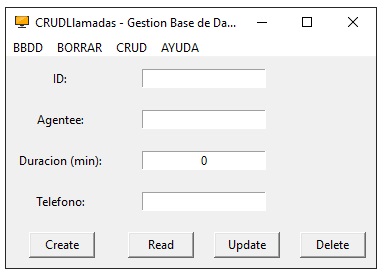 CRUDLlamadas - Gestion Base de Da...
BBDD BORRAR CRUD AYUDA
ID:
Agentee:
Duracion (min): 0
Telefono:
Create Read Update Delete